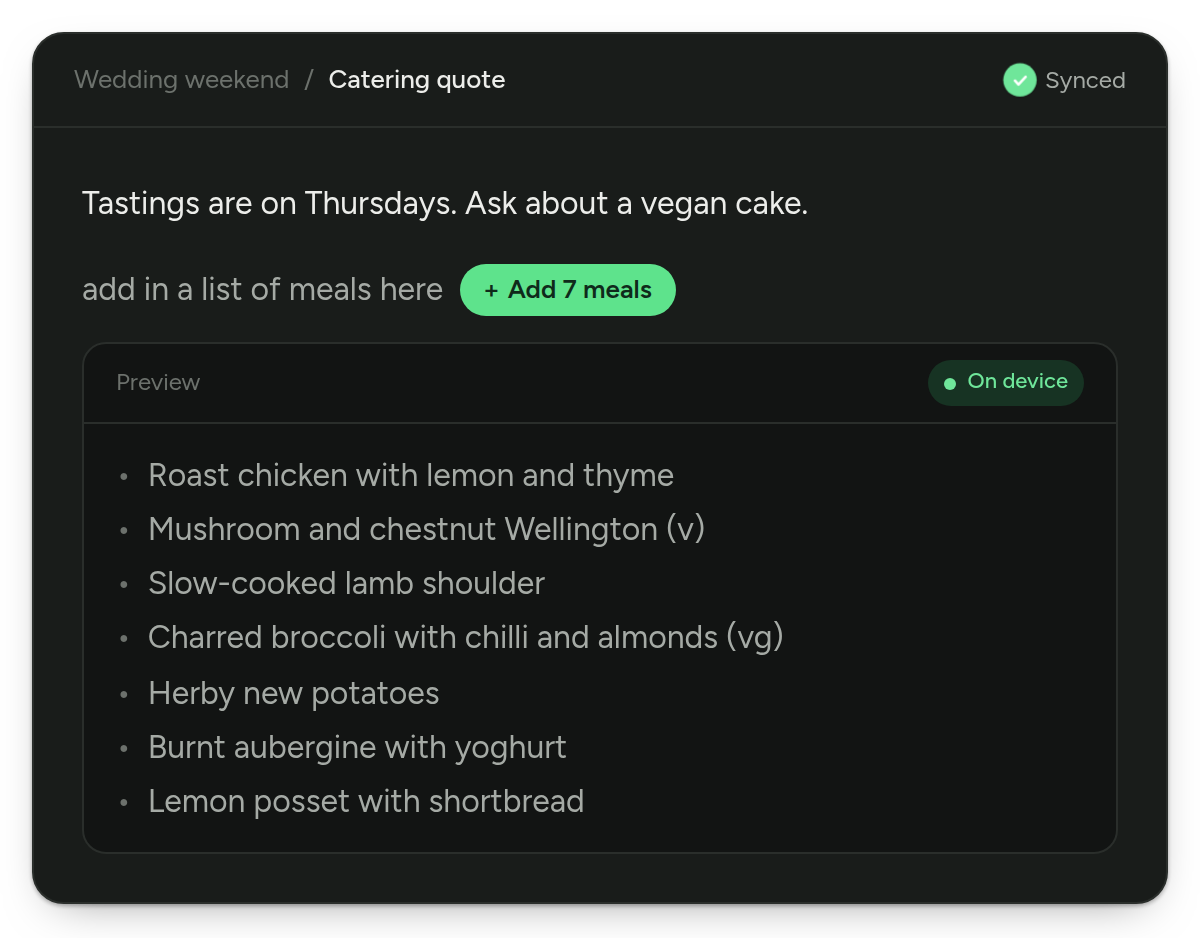 Wedding weekend / Catering quote
Synced
Tastings are on Thursdays. Ask about a vegan cake.
add in a list of meals here + Add 7 meals
Preview
On device
• Roast chicken with lemon and thyme
• Mushroom and chestnut Wellington (v)
• Slow-cooked lamb shoulder
• Charred broccoli with chilli and almonds (vg)
• Herby new potatoes
• Burnt aubergine with yoghurt
• Lemon posset with shortbread